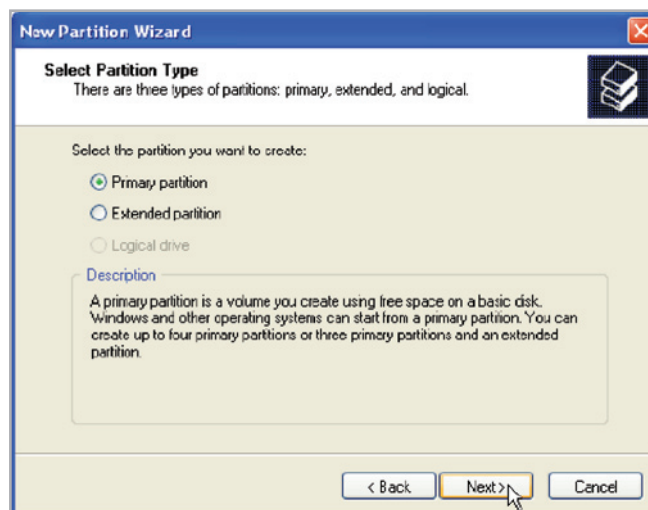 New Partition Wizard
Select Partition Type
There are three types of partitions: primary, extended, and logical.
Select the partition you want to create:
Primary partition
Extended partition
Logical drive
Description
A primary partition is a volume you create using free space on a basic disk.
Windows and other operating systems can start from a primary partition. You can
create up to four primary partitions or three primary partitions and an extended
partition.
< Back
Next >
Cancel